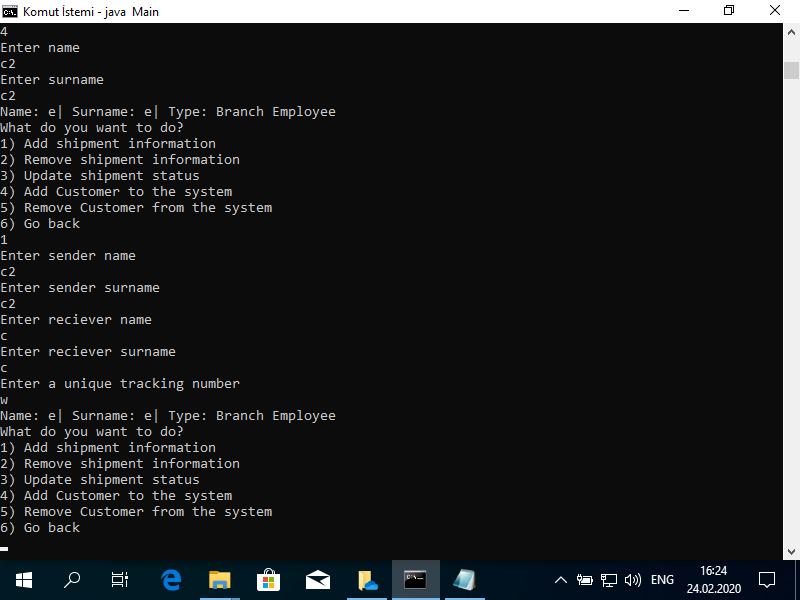 Komut İstemi - java  Main
4
Enter name
c2
Enter surname
c2
Name: e| Surname: e| Type: Branch Employee
What do you want to do?
1) Add shipment information
2) Remove shipment information
3) Update shipment status
4) Add Customer to the system
5) Remove Customer from the system
6) Go back
1
Enter sender name
c2
Enter sender surname
c2
Enter reciever name
c
Enter reciever surname
c
Enter a unique tracking number
w
Name: e| Surname: e| Type: Branch Employee
What do you want to do?
1) Add shipment information
2) Remove shipment information
3) Update shipment status
4) Add Customer to the system
5) Remove Customer from the system
6) Go back
ENG
16:24
24.02.2020